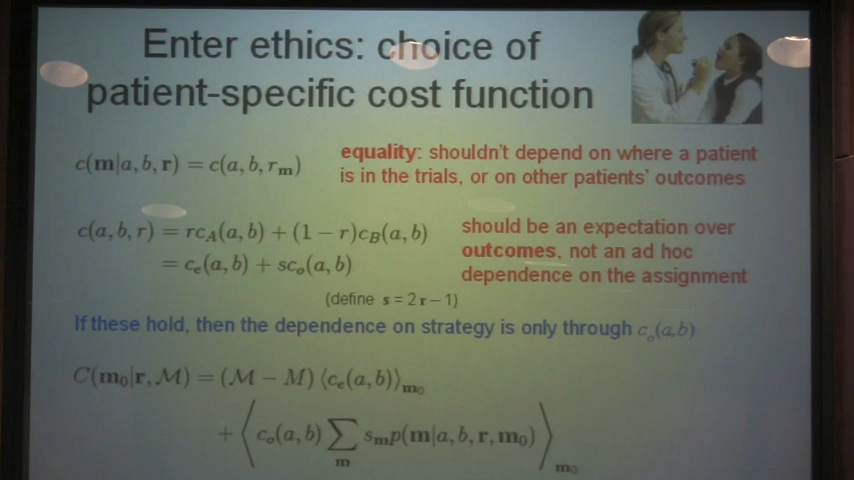 Enter ethics: choice of
patient-specific cost function
c(m|a, b, r) = c(a, b, r_m)
equality: shouldn't depend on where a patient
is in the trials, or on other patients' outcomes
c(a, b, r) = rc_A(a, b) + (1 − r)c_B(a, b)
= c_e(a, b) + sc_o(a, b)
should be an expectation over
outcomes, not an ad hoc
dependence on the assignment
(define s = 2 r – 1)
If these hold, then the dependence on strategy is only through c_o(a,b)
C(m_0|r, M) = (M − M) ⟨c_e(a, b)⟩_m_0
+ ⟨ c_o(a, b) ∑_m s_m p(m|a, b, r, m_0) ⟩_m_0